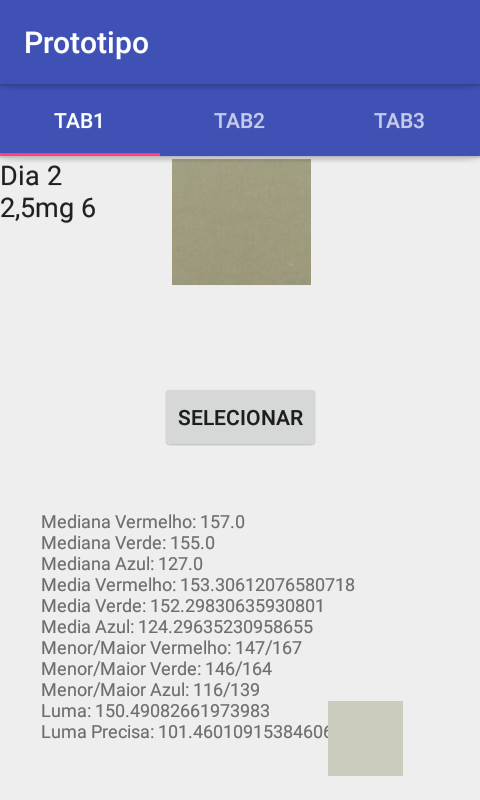 Prototipo
TAB1 TAB2 TAB3
Dia 2
2,5mg 6
SELECIONAR
Mediana Vermelho: 157.0
Mediana Verde: 155.0
Mediana Azul: 127.0
Media Vermelho: 153.30612076580718
Media Verde: 152.29830635930801
Media Azul: 124.29635230958655
Menor/Maior Vermelho: 147/167
Menor/Maior Verde: 146/164
Menor/Maior Azul: 116/139
Luma: 150.49082661973983
Luma Precisa: 101.46010915384606